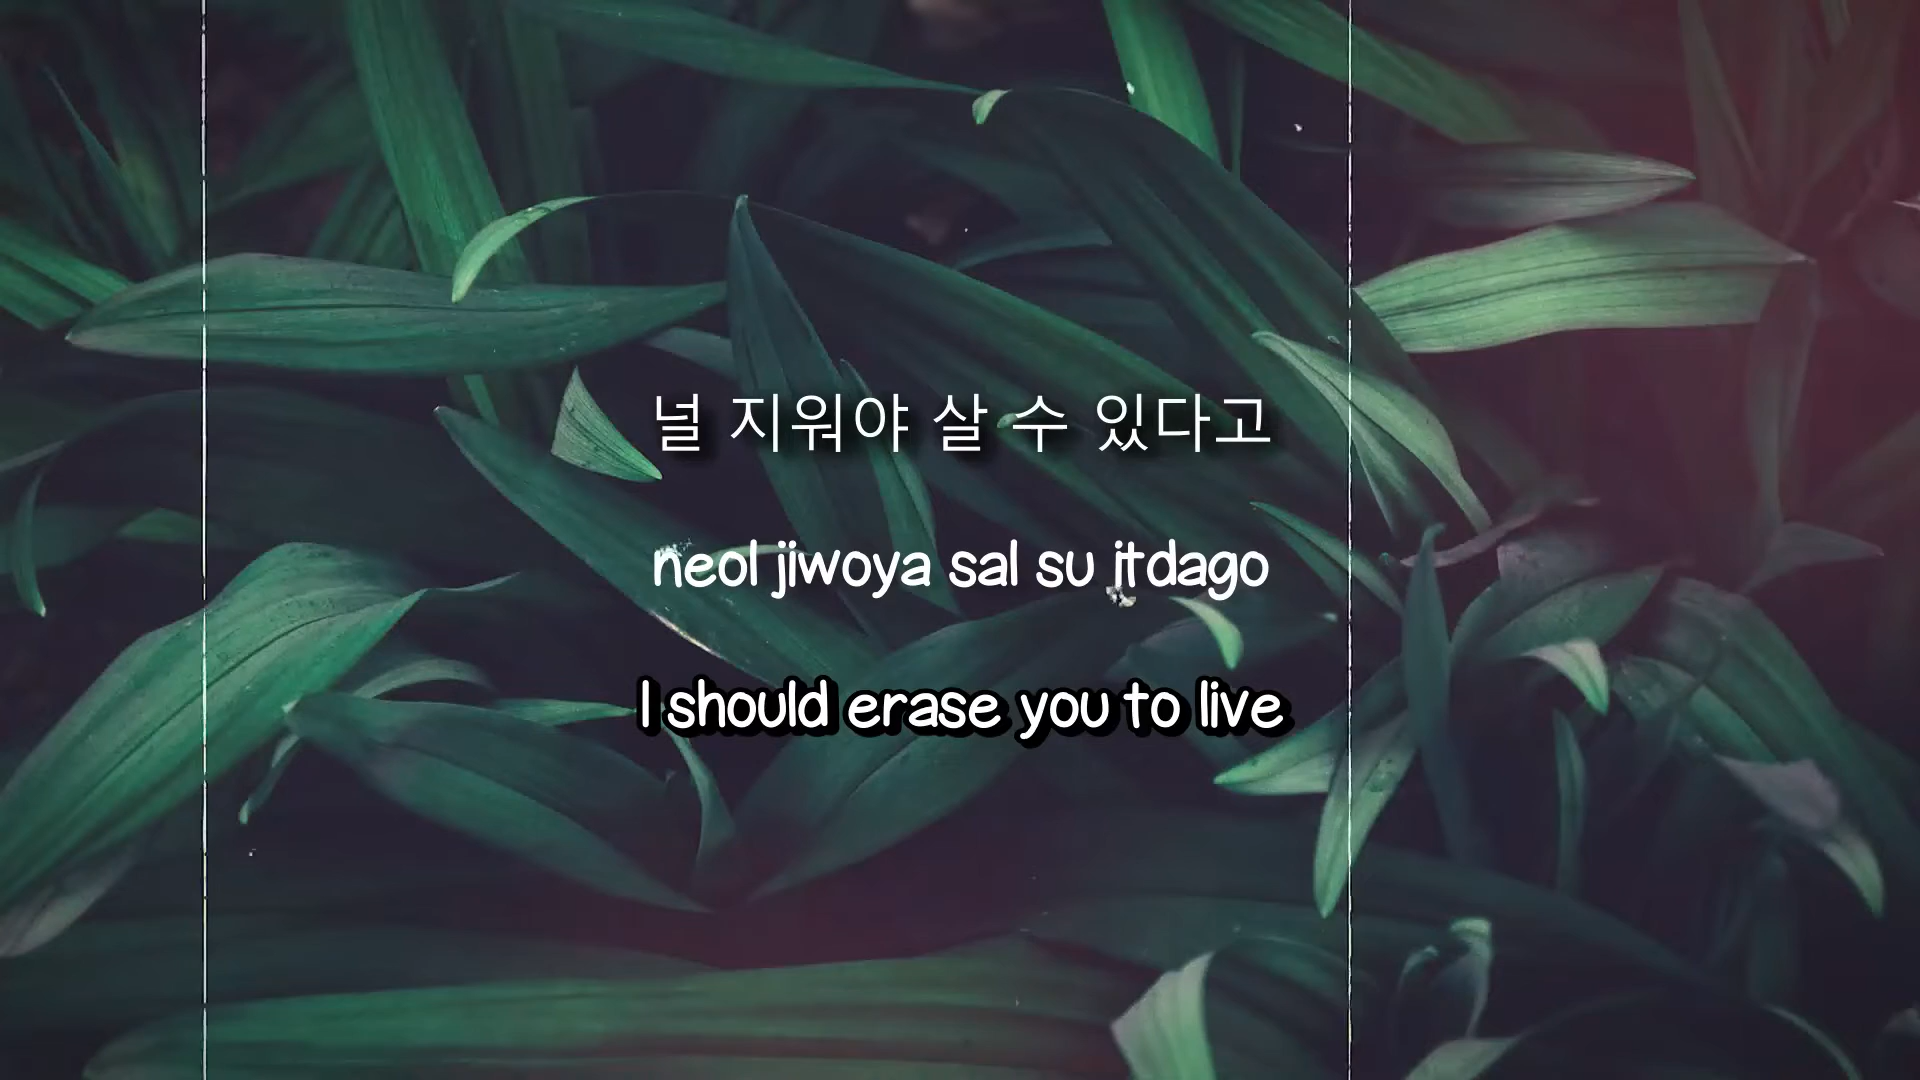 널 지워야 살 수 있다고
neol jiwoya sal su itdago
I should erase you to live